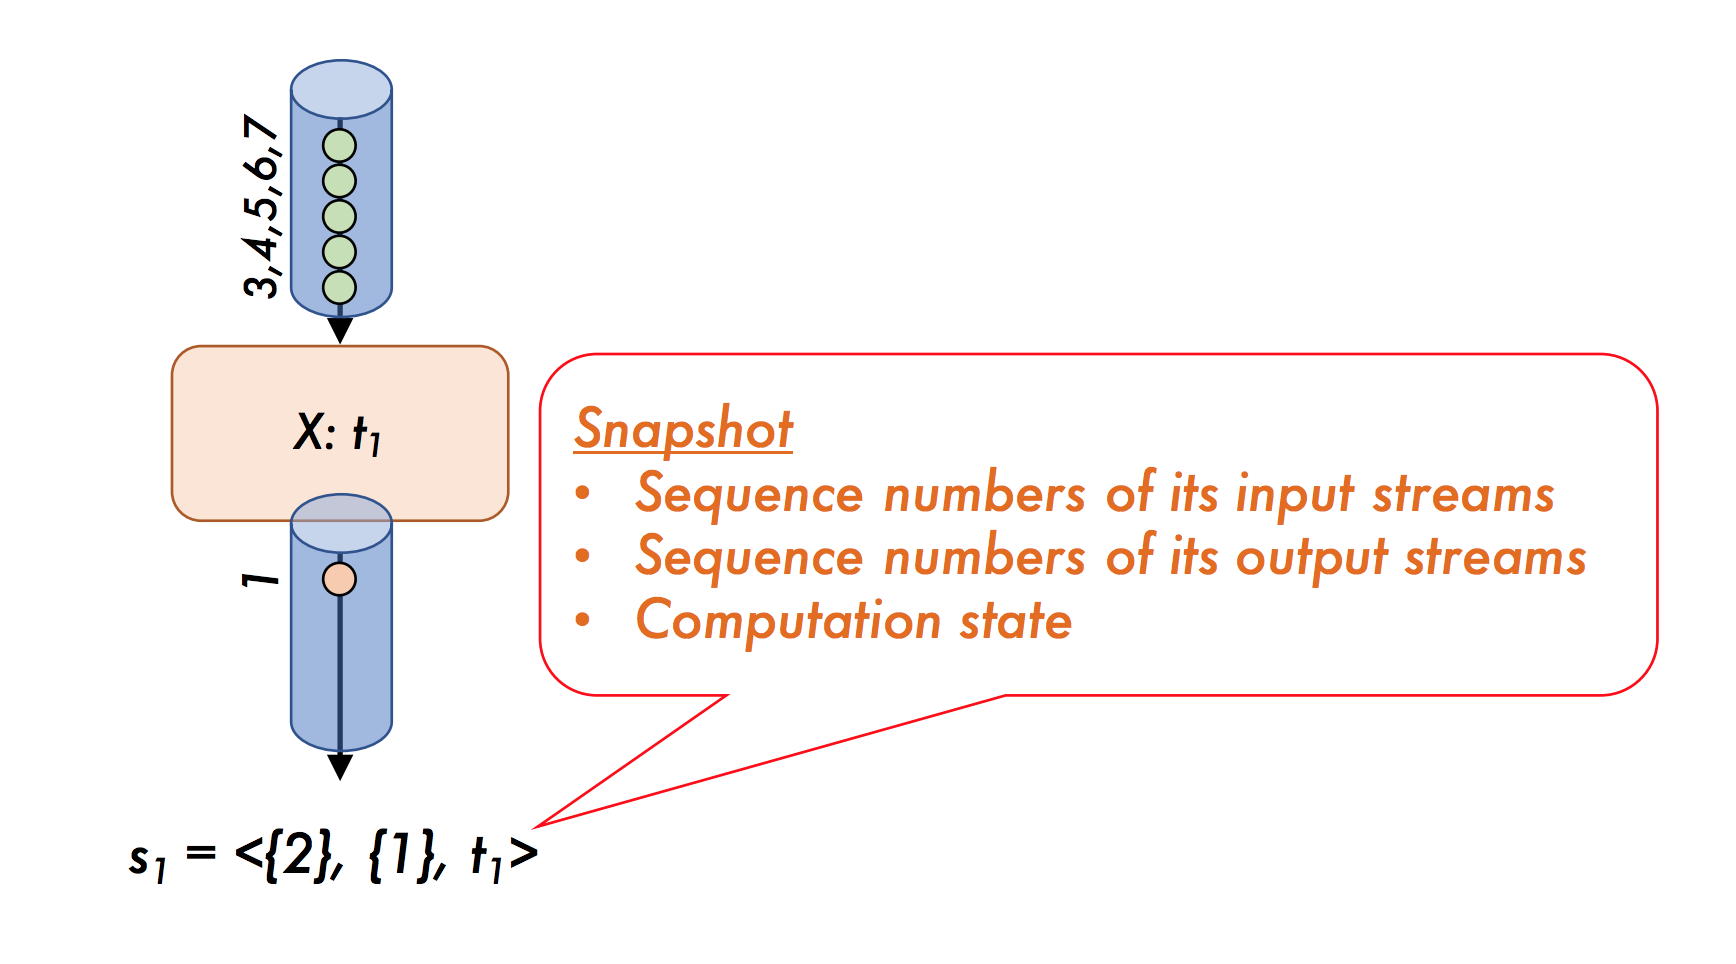 3,4,5,6,7
X: t₁
Snapshot
• Sequence numbers of its input streams
• Sequence numbers of its output streams
• Computation state
1
s₁ = <{2}, {1}, t₁>